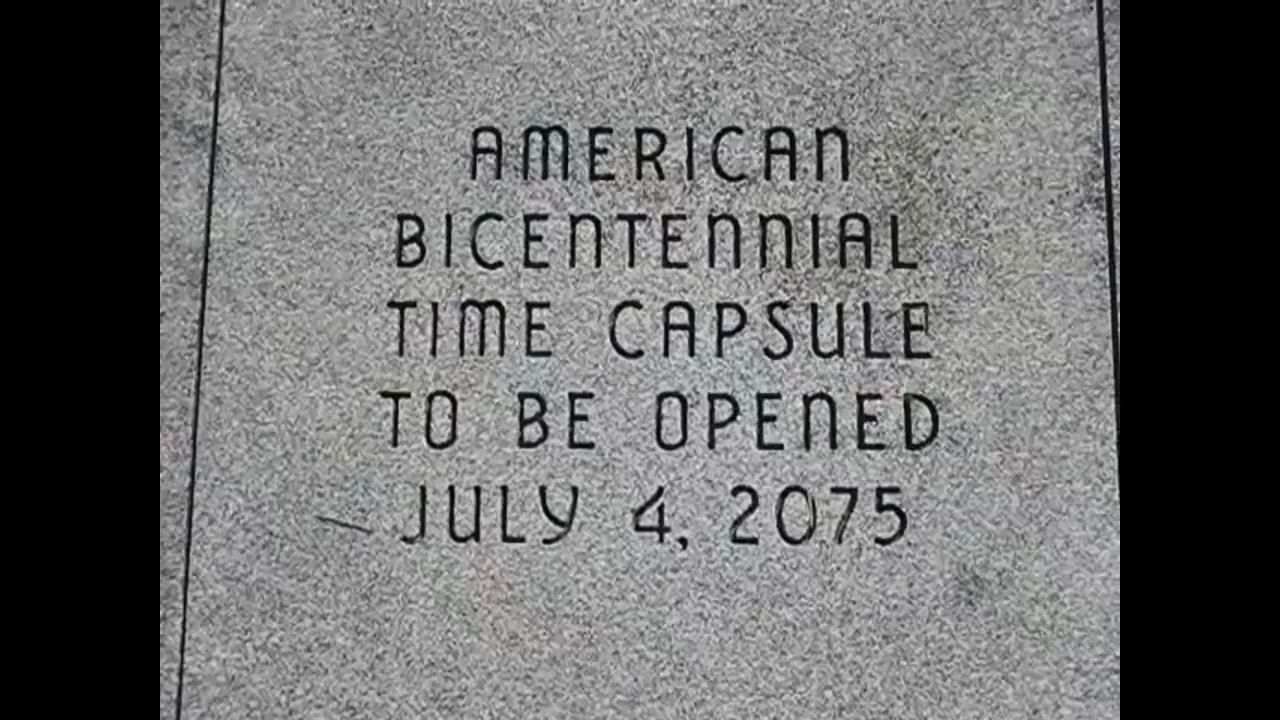 AMERICAN
BICENTENNIAL
TIME CAPSULE
TO BE OPENED
JULY 4, 2075